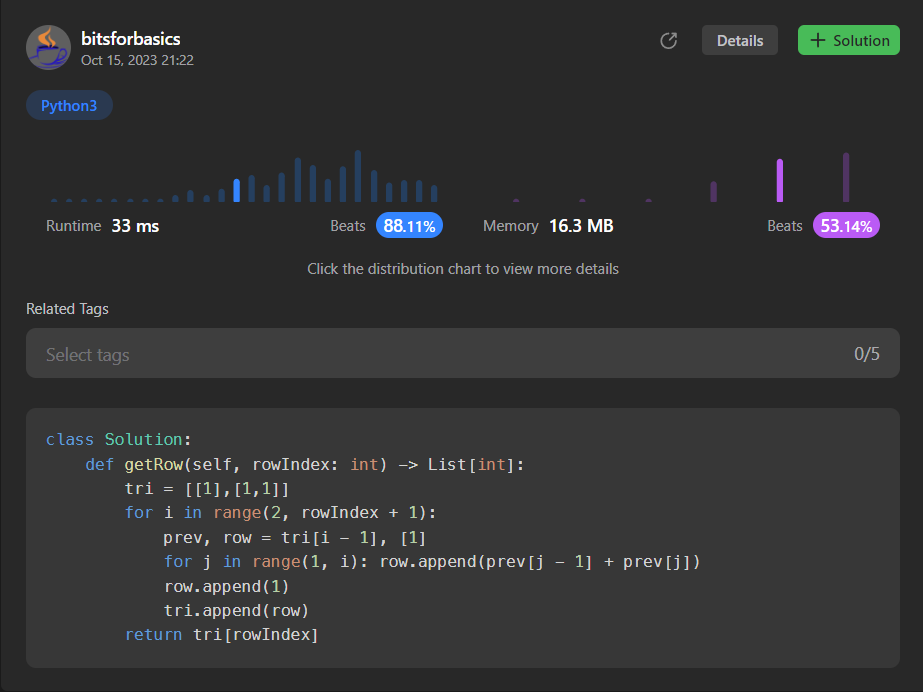 bitsforbasics
Oct 15, 2023 21:22
Details
+ Solution
Python3
Runtime 33 ms Beats 88.11% Memory 16.3 MB Beats 53.14%
Click the distribution chart to view more details
Related Tags
Select tags 0/5
class Solution:
    def getRow(self, rowIndex: int) -> List[int]:
        tri = [[1],[1,1]]
        for i in range(2, rowIndex + 1):
            prev, row = tri[i - 1], [1]
            for j in range(1, i): row.append(prev[j - 1] + prev[j])
            row.append(1)
            tri.append(row)
        return tri[rowIndex]